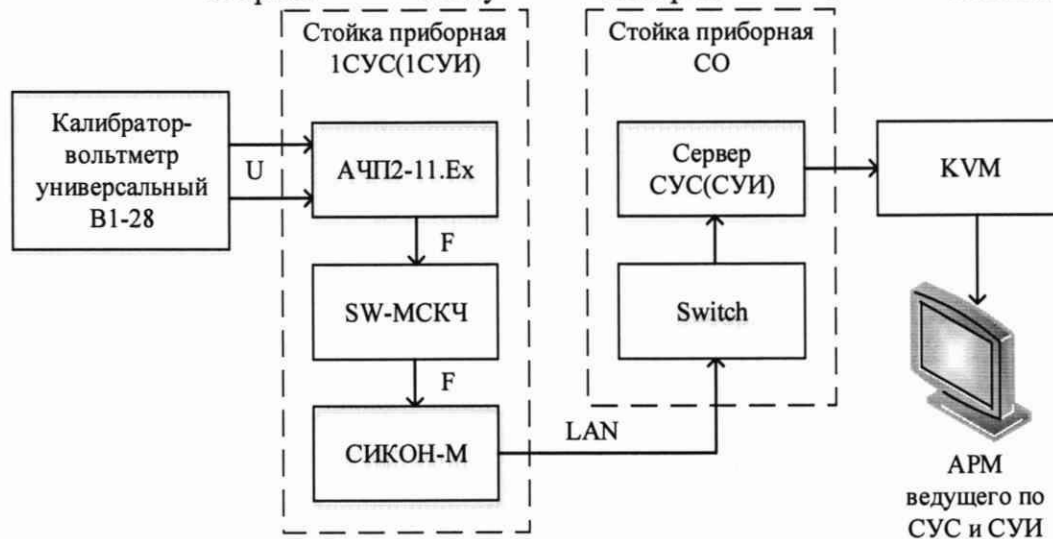 Стойка приборная
1СУС(1СУИ)
Стойка приборная
СО
Калибратор-
вольтметр
универсальный
В1-28
U
АЧП2-11.Ex
Сервер
СУС(СУИ)
KVM
F
SW-МСКЧ
Switch
F
СИКОН-М
LAN
АРМ
ведущего по
СУС и СУИ